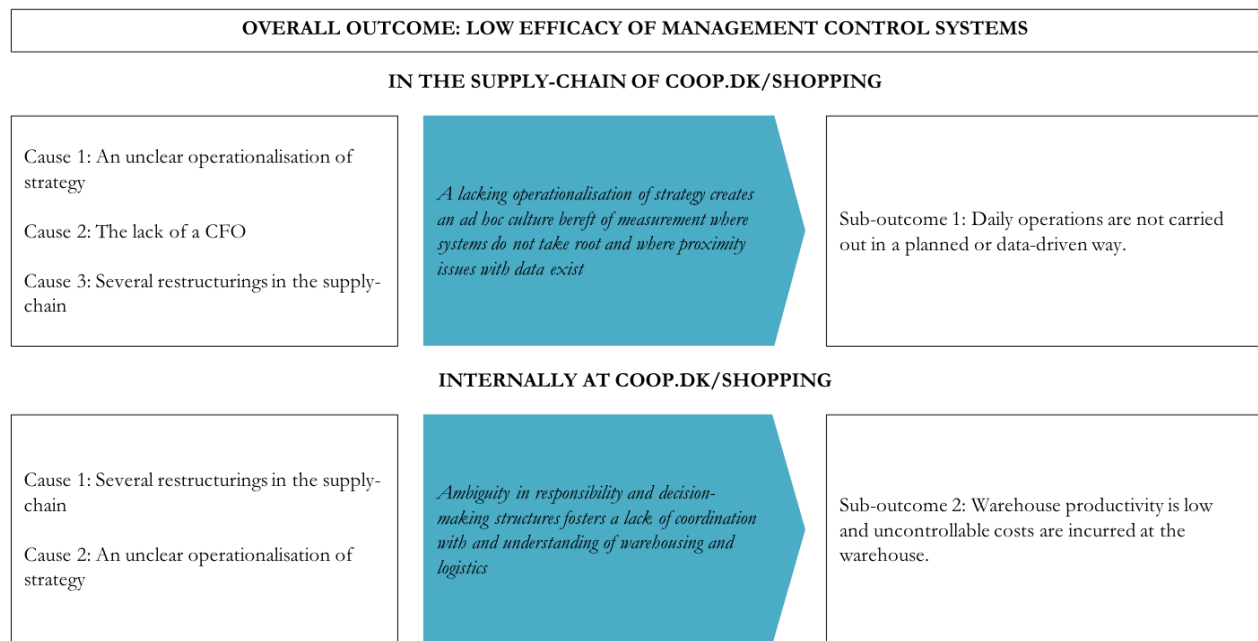 OVERALL OUTCOME: LOW EFFICACY OF MANAGEMENT CONTROL SYSTEMS
IN THE SUPPLY-CHAIN OF COOP.DK/SHOPPING
Cause 1: An unclear operationalisation of
strategy
Cause 2: The lack of a CFO
Cause 3: Several restructurings in the supply-
chain
A lacking operationalisation of strategy creates
an ad hoc culture bereft of measurement where
systems do not take root and where proximity
issues with data exist
Sub-outcome 1: Daily operations are not carried
out in a planned or data-driven way.
INTERNALLY AT COOP.DK/SHOPPING
Cause 1: Several restructurings in the supply-
chain
Cause 2: An unclear operationalisation of
strategy
Ambiguity in responsibility and decision-
making structures fosters a lack of coordination
with and understanding of warehousing and
logistics
Sub-outcome 2: Warehouse productivity is low
and uncontrollable costs are incurred at the
warehouse.